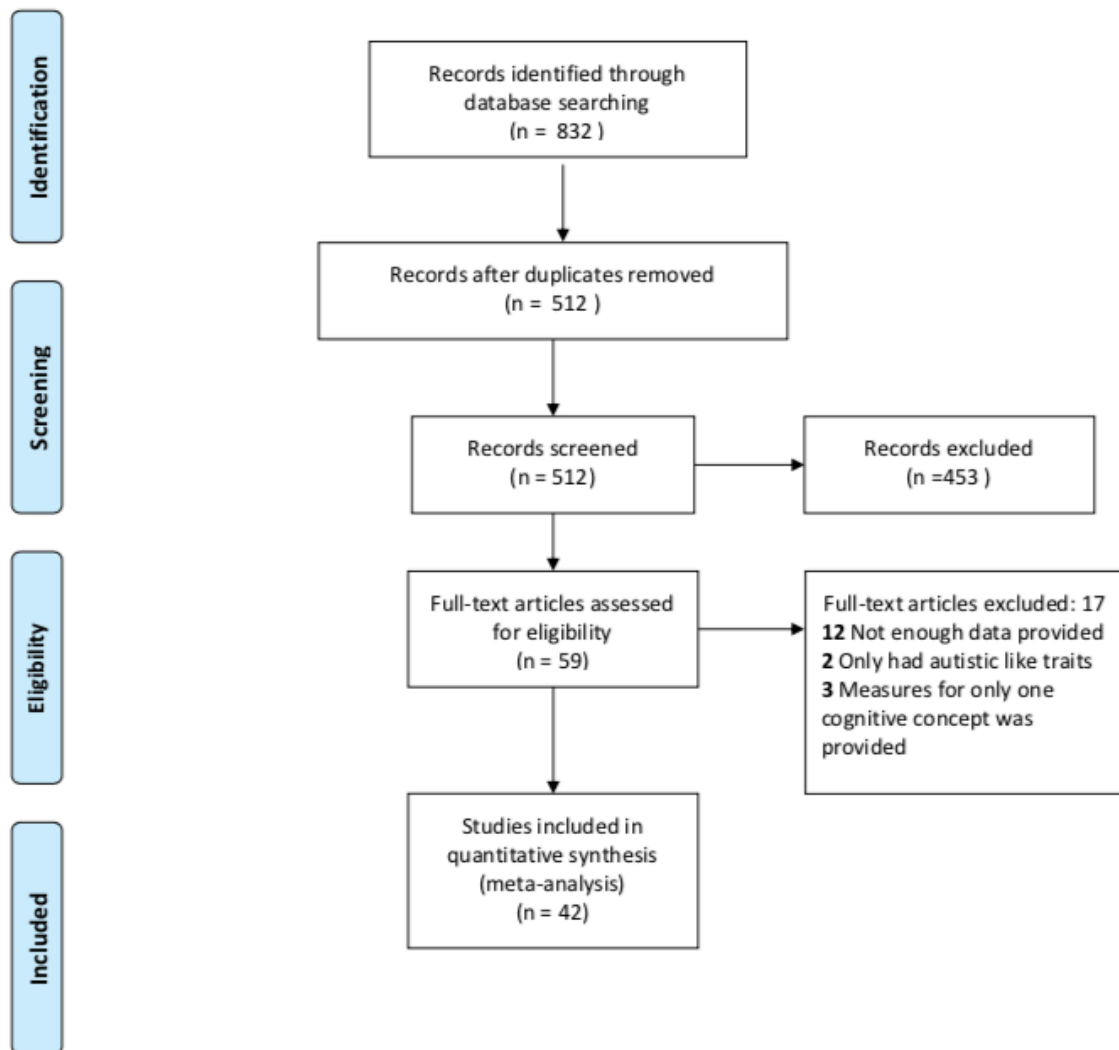 Identification
Records identified through
database searching
(n = 832 )
Records after duplicates removed
(n = 512 )
Screening
Records screened
(n = 512)
Records excluded
(n =453 )
Eligibility
Full-text articles assessed
for eligibility
(n = 59)
Full-text articles excluded: 17
12 Not enough data provided
2 Only had autistic like traits
3 Measures for only one
cognitive concept was
provided
Included
Studies included in
quantitative synthesis
(meta-analysis)
(n = 42)